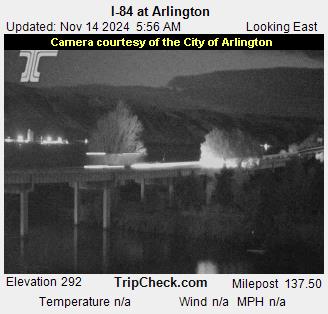 I-84 at Arlington
Updated: Nov 14 2024 5:56 AM Looking East
Camera courtesy of the City of Arlington
Elevation 292 TripCheck.com Milepost 137.50
Temperature n/a Wind n/a MPH n/a